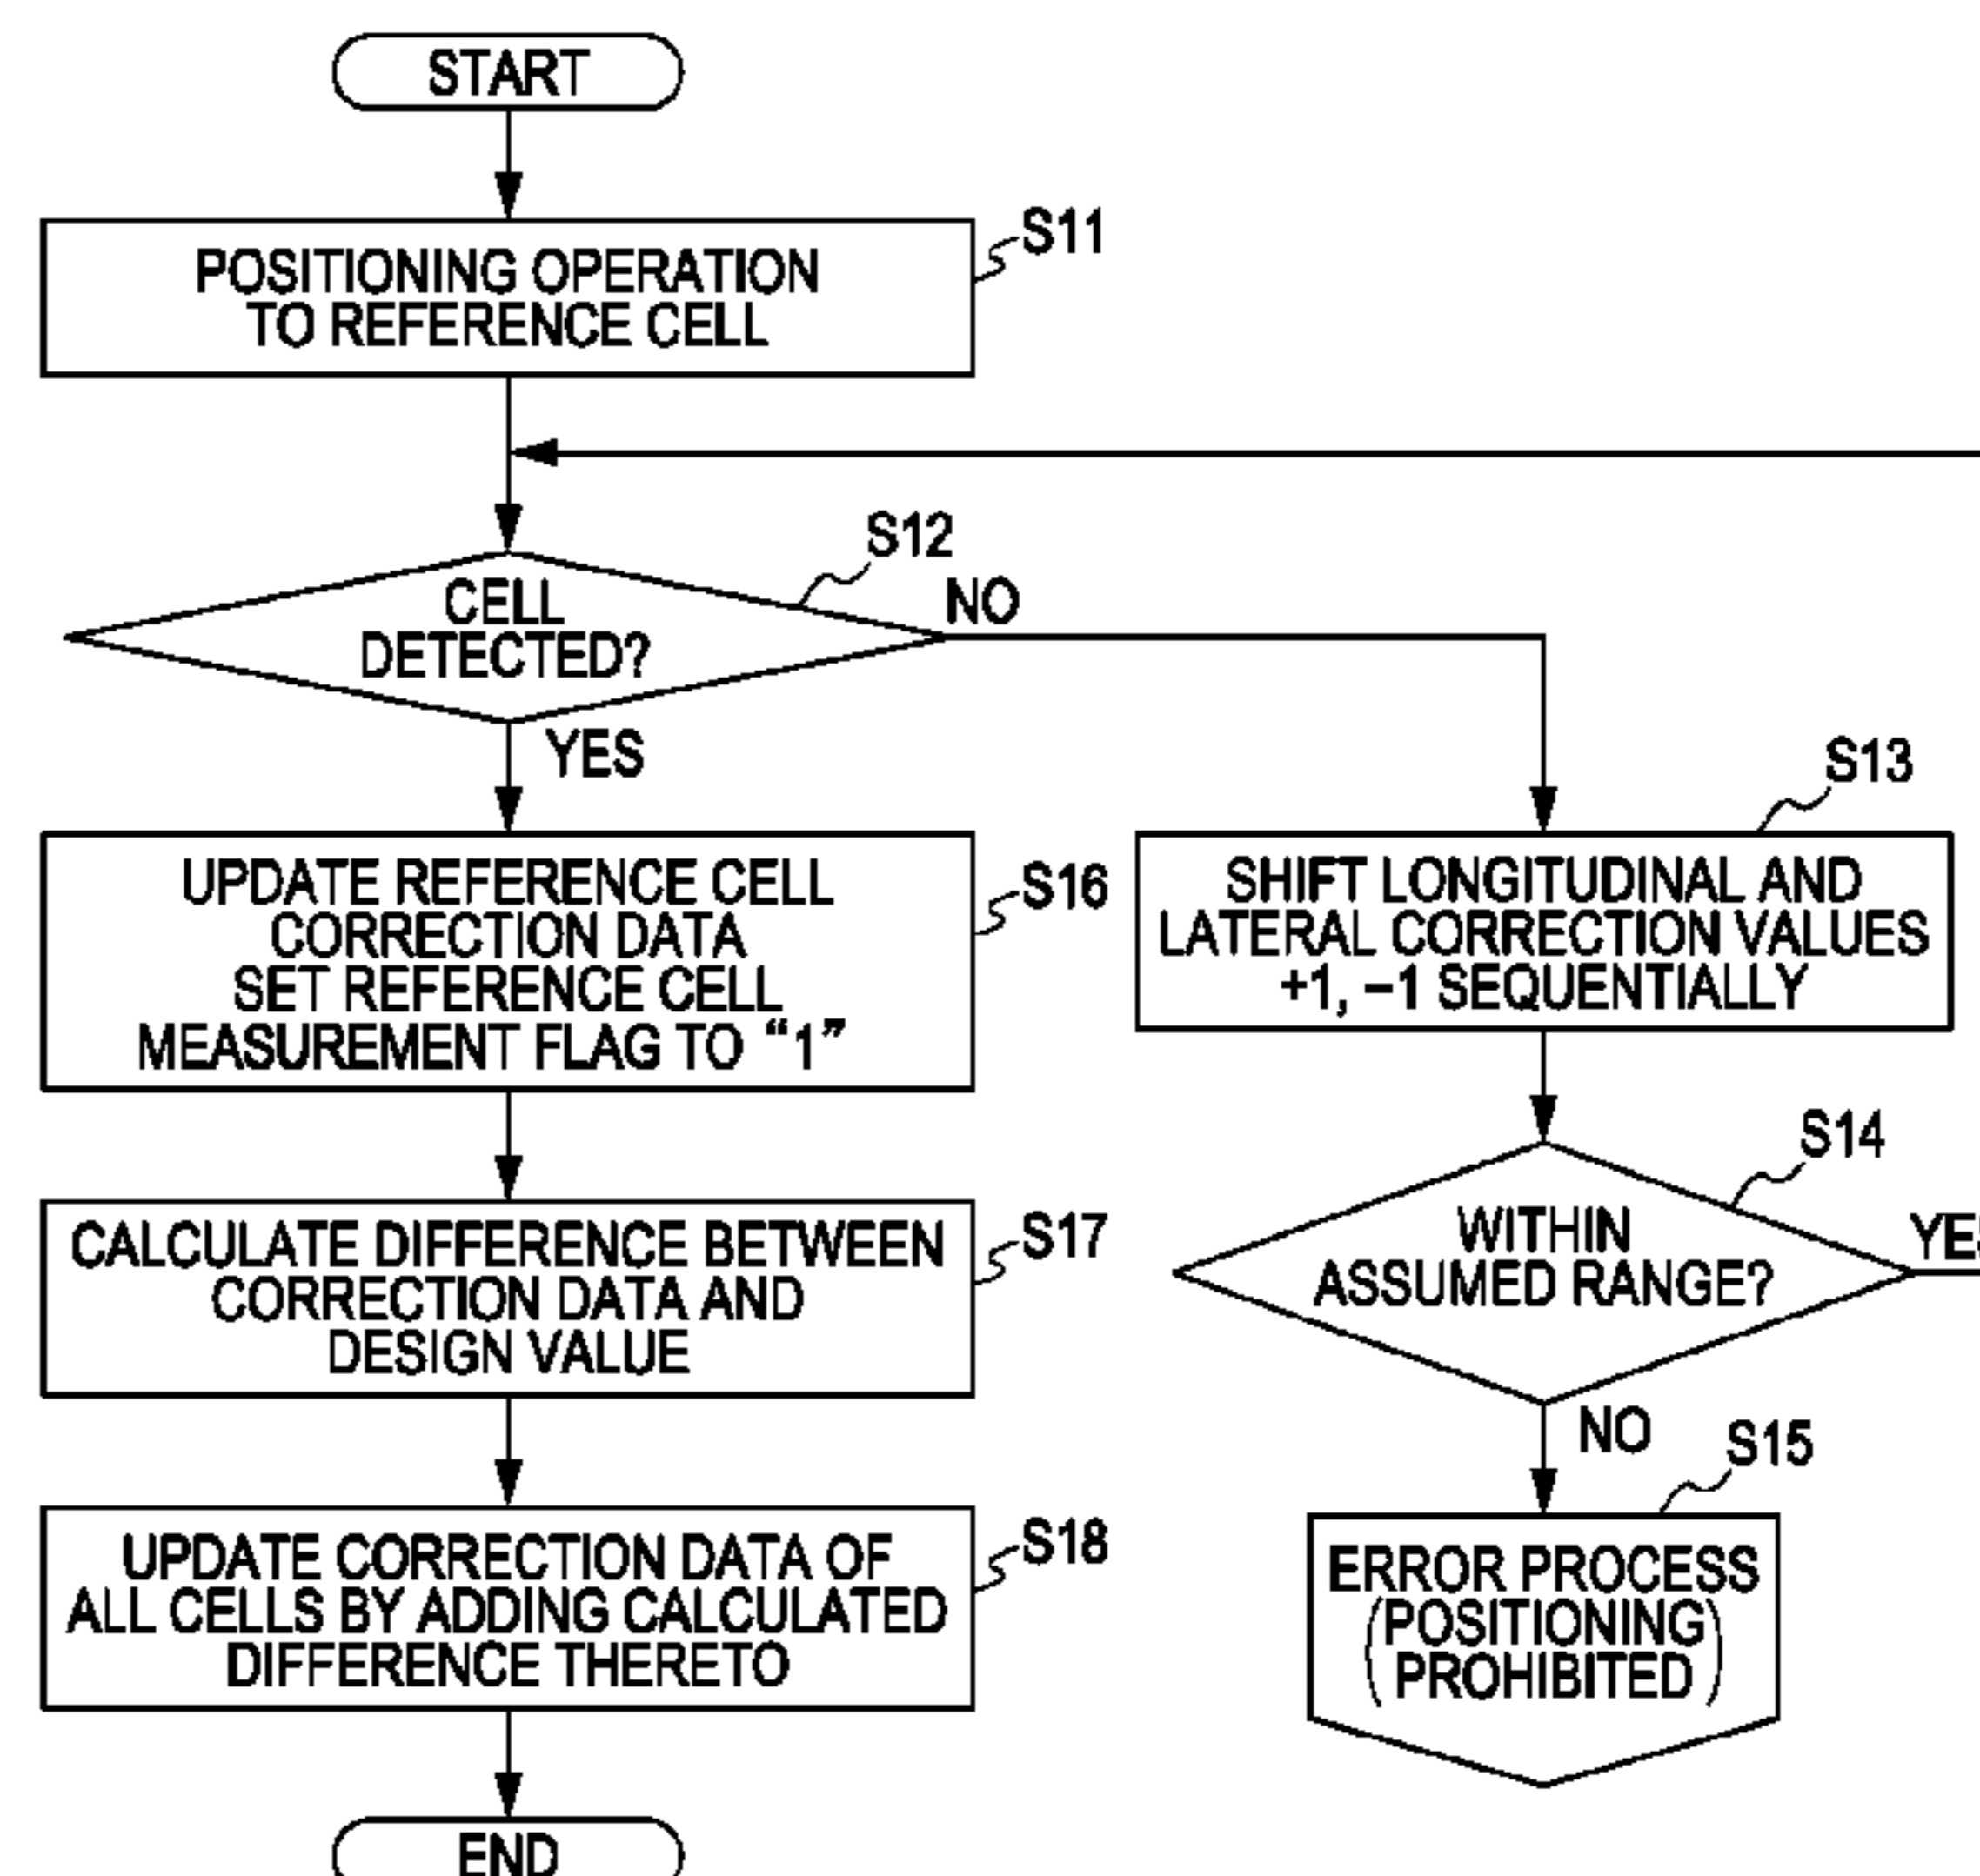 START
POSITIONING OPERATION
TO REFERENCE CELL
S11
CELL
DETECTED?
S12
NO
YES
UPDATE REFERENCE CELL
CORRECTION DATA
SET REFERENCE CELL
MEASUREMENT FLAG TO “1”
S16
SHIFT LONGITUDINAL AND
LATERAL CORRECTION VALUES
+1, −1 SEQUENTIALLY
S13
CALCULATE DIFFERENCE BETWEEN
CORRECTION DATA AND
DESIGN VALUE
S17
WITHIN
ASSUMED RANGE?
S14
YES
NO
UPDATE CORRECTION DATA OF
ALL CELLS BY ADDING CALCULATED
DIFFERENCE THERETO
S18
ERROR PROCESS
(POSITIONING
PROHIBITED)
S15
END